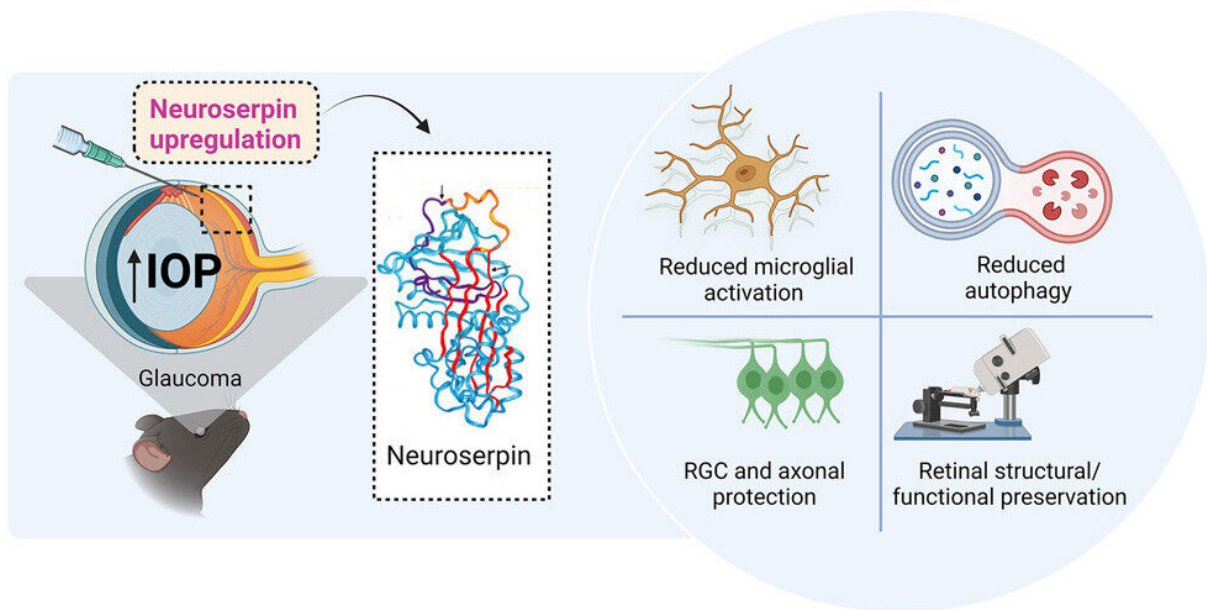 Neuroserpin
upregulation
↑IOP
Glaucoma
Neuroserpin
Reduced microglial
activation
Reduced
autophagy
RGC and axonal
protection
Retinal structural/
functional preservation